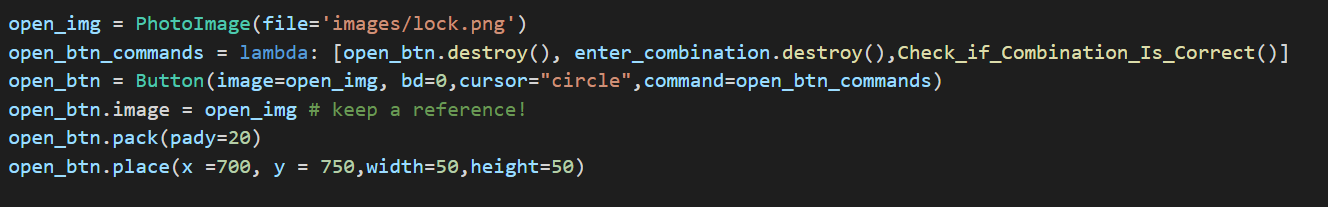 open_img = PhotoImage(file='images/lock.png')
open_btn_commands = lambda: [open_btn.destroy(), enter_combination.destroy(),Check_if_Combination_Is_Correct()]
open_btn = Button(image=open_img, bd=0,cursor="circle",command=open_btn_commands)
open_btn.image = open_img # keep a reference!
open_btn.pack(pady=20)
open_btn.place(x =700, y = 750,width=50,height=50)